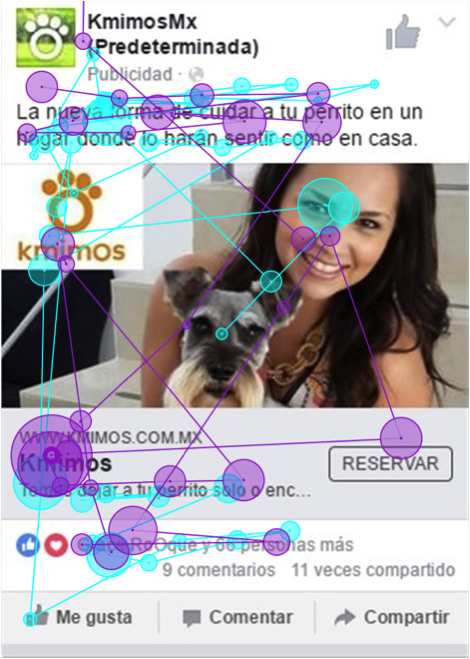 KmimosMx
(Predeterminada)
Publicidad ·
La nueva forma de cuidar a tu perrito en un
hogar donde lo harán sentir como en casa.
kmimos
WWW.KMIMOS.COM.MX
Kmimos
RESERVAR
Temes dejar a tu perrito solo o enc...
RoOque y 66 personas más
9 comentarios 11 veces compartido
Me gusta Comentar Compartir